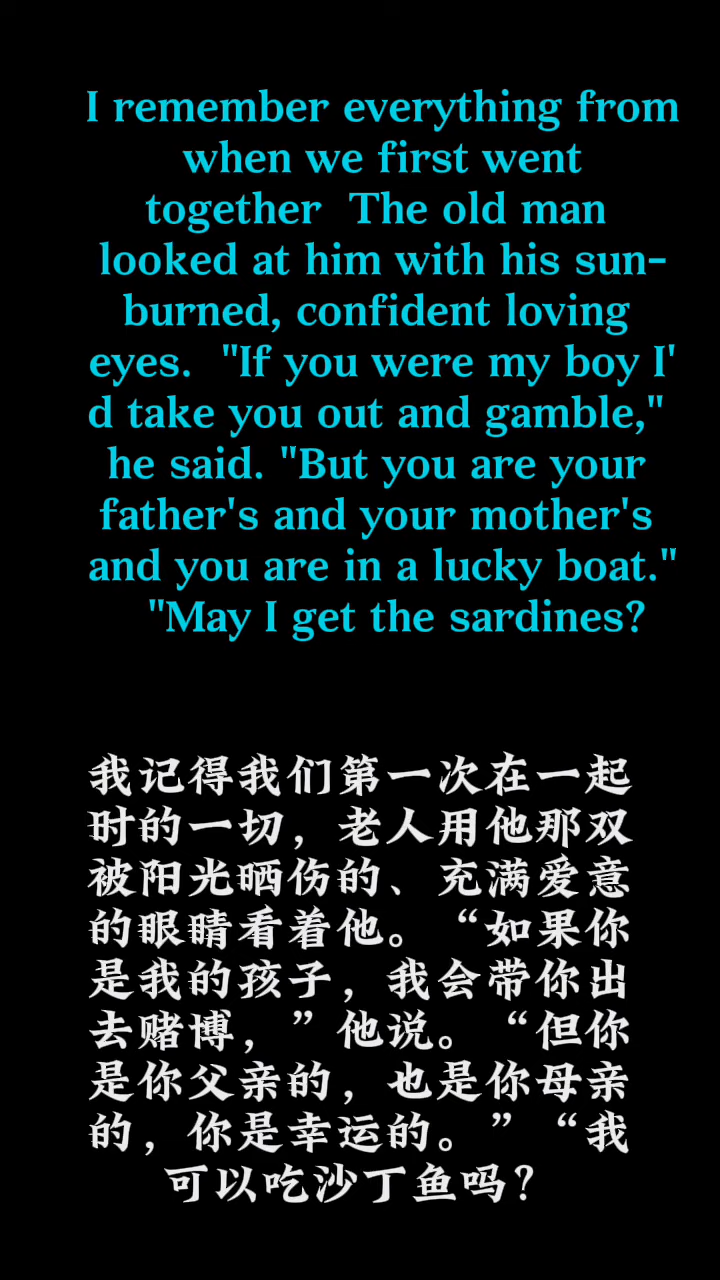 I remember everything from
when we first went
together  The old man
looked at him with his sun-
burned, confident loving
eyes.  "If you were my boy I'
d take you out and gamble,"
he said. "But you are your
father's and your mother's
and you are in a lucky boat."
"May I get the sardines?
我记得我们第一次在一起
时的一切，老人用他那双
被阳光晒伤的、充满爱意
的眼睛看着他。“如果你
是我的孩子，我会带你出
去赌博，”他说。“但你
是你父亲的，也是你母亲
的，你是幸运的。”“我
可以吃沙丁鱼吗？